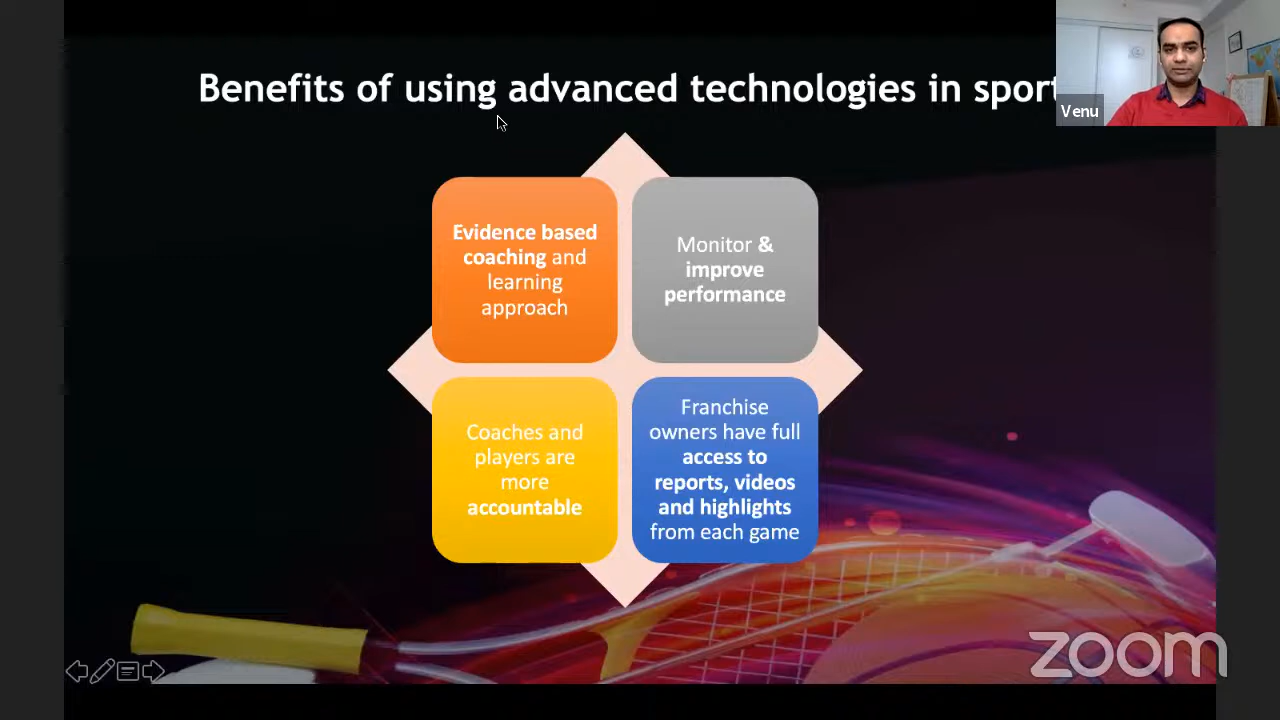 Benefits of using advanced technologies in sport
Venu
Evidence based
coaching and
learning
approach
Monitor &
improve
performance
Coaches and
players are
more
accountable
Franchise
owners have full
access to
reports, videos
and highlights
from each game
zoom